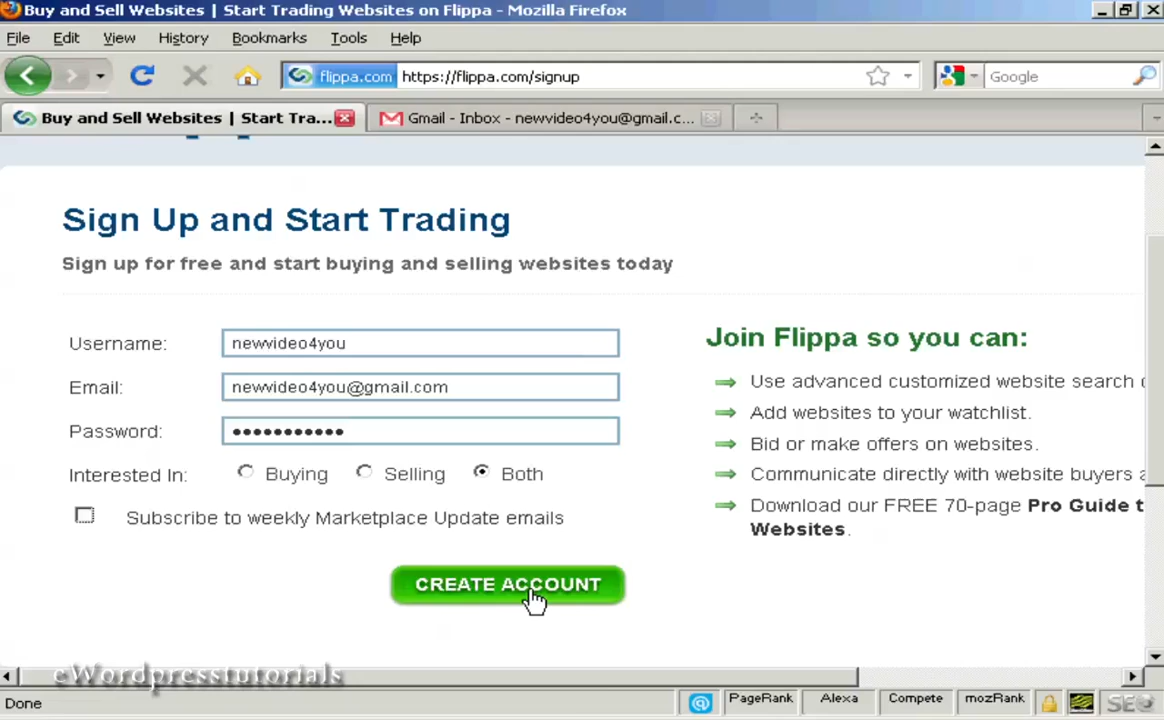 Buy and Sell Websites | Start Trading Websites on Flippa - Mozilla Firefox
File Edit View History Bookmarks Tools Help
flippa.com https://flippa.com/signup Google
Buy and Sell Websites | Start Tra... Gmail - Inbox - newvideo4you@gmail.c...
Sign Up and Start Trading
Sign up for free and start buying and selling websites today
Username: newvideo4you
Email: newvideo4you@gmail.com
Password: •••••••••••
Interested In: Buying Selling Both
Subscribe to weekly Marketplace Update emails
CREATE ACCOUNT
Join Flippa so you can:
Use advanced customized website search
Add websites to your watchlist.
Bid or make offers on websites.
Communicate directly with website buyers
Download our FREE 70-page Pro Guide
Websites.
eWordpresstutorials
Done PageRank Alexa Compete mozRank SEO